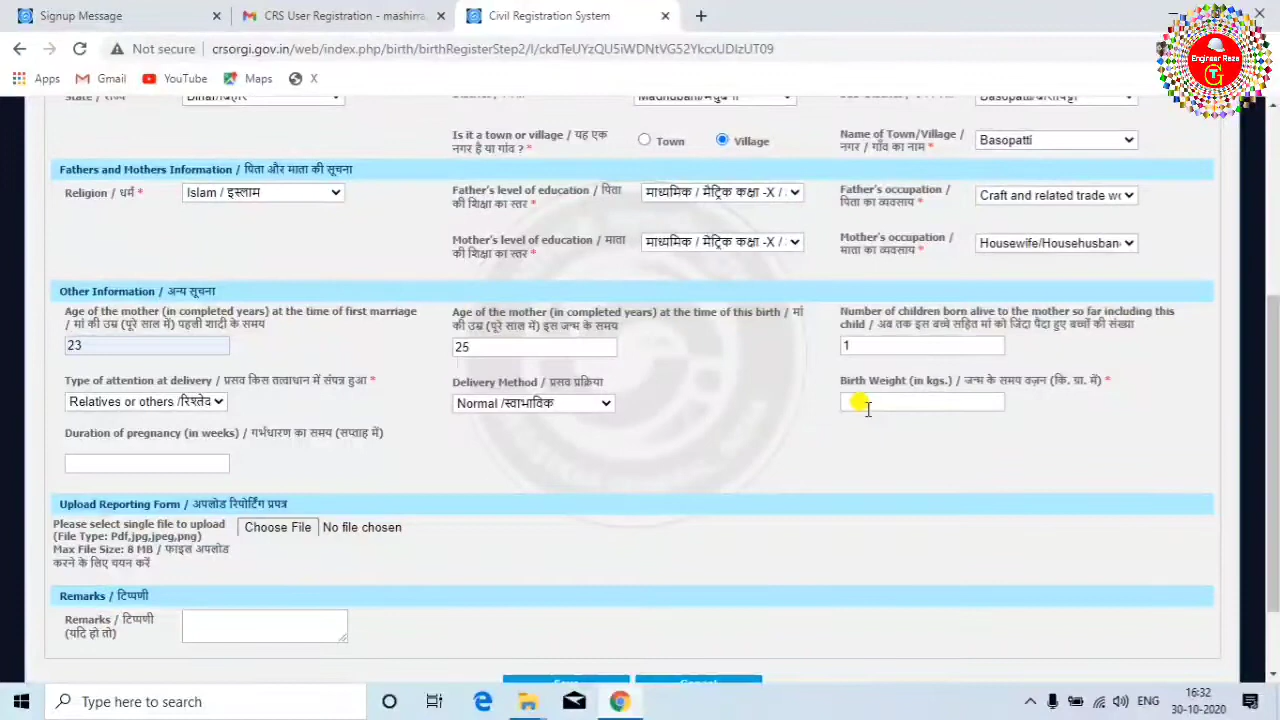 Signup Message
CRS User Registration - mashirra
Civil Registration System
Not secure
crsorgi.gov.in/web/index.php/birth/birthRegisterStep2/I/ckdTeUYzQU5iWDNtVG52YkcxUDlzUT09
Engineer Reza
Apps
Gmail
YouTube
Maps
X
State / राज्य
Bihar/बिहार
Madhubani/मधुबनी
Is it a town or village / यह एक
नगर है या गांव ? *
Town
Village
Name of Town/Village /
नगर / गाँव का नाम *
Basopatti
Fathers and Mothers Information / पिता और माता की सूचना
Religion / धर्म *
Islam / इस्लाम
Father's level of education / पिता
की शिक्षा का स्तर *
माध्यमिक / मैट्रिक कक्षा -X /
Father's occupation /
पिता का व्यवसाय *
Craft and related trade wo
Mother's level of education / माता
की शिक्षा का स्तर *
माध्यमिक / मेट्रिक कक्षा -X /
Mother's occupation /
माता का व्यवसाय *
Housewife/Househusban
Other Information / अन्य सूचना
Age of the mother (in completed years) at the time of first marriage
/ मां की उम्र (पूरे साल में) पहली शादी के समय
23
Age of the mother (in completed years) at the time of this birth / मां
की उम्र (पूरे साल में) इस जन्म के समय
25
Number of children born alive to the mother so far including this
child / अब तक इस बच्चे सहित मां को जिंदा पैदा हुए बच्चों की संख्या
1
Type of attention at delivery / प्रसव किस तत्वाधान में संपन्न हुआ *
Relatives or others /रिश्तेद
Delivery Method / प्रसव प्रक्रिया
Normal /स्वाभाविक
Birth Weight (in kgs.) / जन्म के समय वज़न (कि. ग्रा. में) *
Duration of pregnancy (in weeks) / गर्भधारण का समय (सप्ताह में)
Upload Reporting Form / अपलोड रिपोर्टिंग प्रपत्र
Please select single file to upload
(File Type: Pdf,jpg,jpeg,png)
Max File Size: 8 MB / फाइल अपलोड
करने के लिए चयन करें
Choose File
No file chosen
Remarks / टिप्पणी
Remarks / टिप्पणी
(यदि हो तो)
Type here to search
ENG
16:32
30-10-2020